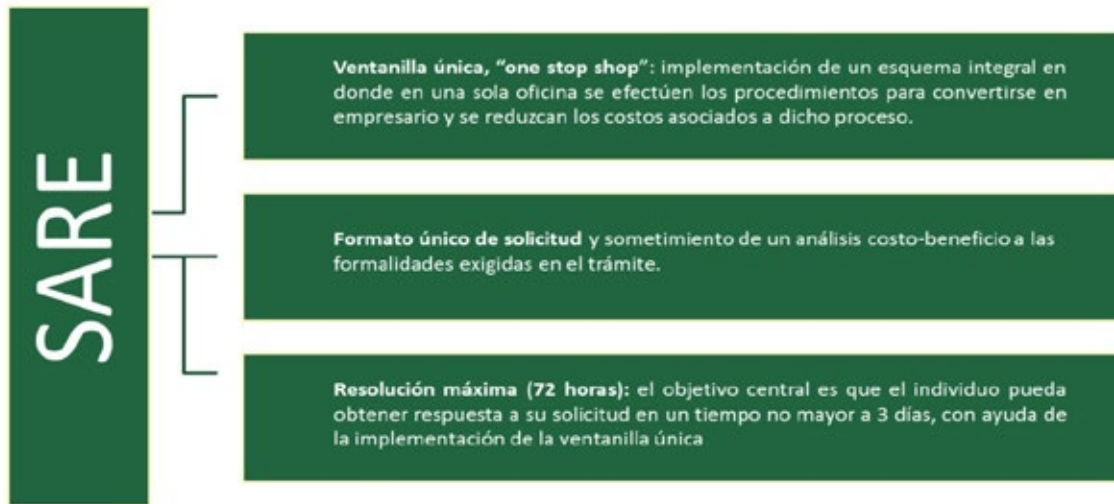 SARE
Ventanilla única, “one stop shop”: implementación de un esquema integral en
donde en una sola oficina se efectúen los procedimientos para convertirse en
empresario y se reduzcan los costos asociados a dicho proceso.
Formato único de solicitud y sometimiento de un análisis costo-beneficio a las
formalidades exigidas en el trámite.
Resolución máxima (72 horas): el objetivo central es que el individuo pueda
obtener respuesta a su solicitud en un tiempo no mayor a 3 días, con ayuda de
la implementación de la ventanilla única